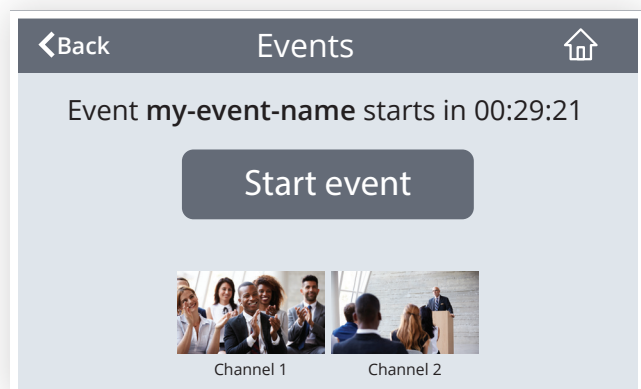 Back Events
Event my-event-name starts in 00:29:21
Start event
Channel 1 Channel 2